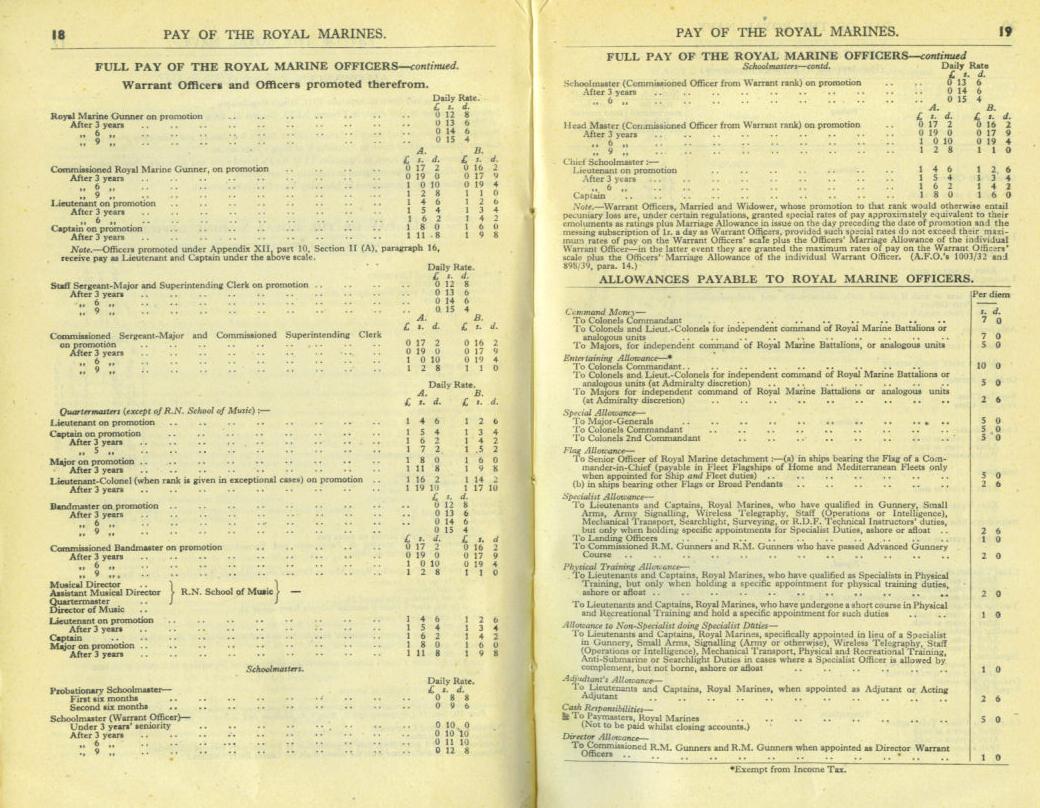 18
PAY OF THE ROYAL MARINES.
FULL PAY OF THE ROYAL MARINE OFFICERS—continued.
Warrant Officers and Officers promoted therefrom.
Daily Rate.
£ s. d.
Royal Marine Gunner on promotion .. 0 12 8
After 3 years .. 0 13 6
„ 6 „ .. 0 14 6
„ 9 „ .. 0 15 4
A. B.
£ s. d. £ s. d.
Commissioned Royal Marine Gunner, on promotion .. 0 17 2 0 16 2
After 3 years .. 0 19 0 0 17 9
„ 6 „ .. 1 0 10 0 19 4
„ 9 „ .. 1 2 8 1 1 0
Lieutenant on promotion .. 1 4 6 1 2 6
After 3 years .. 1 5 4 1 3 4
„ 6 „ .. 1 6 2 1 4 2
Captain on promotion .. 1 8 0 1 6 0
After 3 years .. 1 11 8 1 9 8
Note.—Officers promoted under Appendix XII, part 10, Section II (A), paragraph 16,
receive pay as Lieutenant and Captain under the above scale.
Daily Rate.
£ s. d.
Staff Sergeant-Major and Superintending Clerk on promotion .. 0 12 8
After 3 years .. 0 13 6
„ 6 „ .. 0 14 6
„ 9 „ .. 0 15 4
A. B.
£ s. d. £ s. d.
Commissioned Sergeant-Major and Commissioned Superintending Clerk
on promotion .. 0 17 2 0 16 2
After 3 years .. 0 19 0 0 17 9
„ 6 „ .. 1 0 10 0 19 4
„ 9 „ .. 1 2 8 1 1 0
Daily Rate.
A. B.
£ s. d. £ s. d.
Quartermasters (except of R.N. School of Music) :—
Lieutenant on promotion .. 1 4 6 1 2 6
Captain on promotion .. 1 5 4 1 3 4
After 3 years .. 1 6 2 1 4 2
„ 5 „ .. 1 7 2 1 5 2
Major on promotion .. 1 8 0 1 6 0
After 3 years .. 1 11 8 1 9 8
Lieutenant-Colonel (when rank is given in exceptional cases) on promotion .. 1 16 2 1 14 2
After 3 years .. 1 19 10 1 17 10
£ s. d.
Bandmaster on promotion .. 0 12 8
After 3 years .. 0 13 6
„ 6 „ .. 0 14 6
„ 9 „ .. 0 15 4
£ s. d. £ s. d
Commissioned Bandmaster on promotion .. 0 17 2 0 16 2
After 3 years .. 0 19 0 0 17 9
„ 6 „ .. 1 0 10 0 19 4
„ 9 „ .. 1 2 8 1 1 0
Musical Director
Assistant Musical Director } R.N. School of Music } —
Quartermaster ..
Director of Music ..
Lieutenant on promotion .. 1 4 6 1 2 6
After 3 years .. 1 5 4 1 3 4
Captain .. 1 6 2 1 4 2
Major on promotion .. 1 8 0 1 6 0
After 3 years .. 1 11 8 1 9 8
Schoolmasters.
Daily Rate.
£ s. d.
Probationary Schoolmaster—
First six months .. 0 8 8
Second six months .. 0 9 6
Schoolmaster (Warrant Officer)—
Under 3 years' seniority .. 0 10 0
After 3 years .. 0 10 10
„ 6 „ .. 0 11 10
„ 9 „ .. 0 12 8
PAY OF THE ROYAL MARINES.
19
FULL PAY OF THE ROYAL MARINE OFFICERS—continued
Schoolmasters—contd. Daily Rate
£ s. d.
Schoolmaster (Commissioned Officer from Warrant rank) on promotion .. 0 13 6
After 3 years .. 0 14 6
„ 6 „ .. 0 15 4
A. B.
Head Master (Commissioned Officer from Warrant rank) on promotion .. 0 17 2 0 16 2
After 3 years .. 0 19 0 0 17 9
„ 6 „ .. 1 0 10 0 19 4
„ 9 „ .. 1 2 8 1 1 0
Chief Schoolmaster :—
Lieutenant on promotion .. 1 4 6 1 2 6
After 3 years .. 1 5 4 1 3 4
„ 6 „ .. 1 6 2 1 4 2
Captain .. 1 8 0 1 6 0
Note.—Warrant Officers, Married and Widower, whose promotion to that rank would otherwise entail
pecuniary loss are, under certain regulations, granted special rates of pay approximately equivalent to their
emoluments as ratings plus Marriage Allowance in issue on the day preceding the date of promotion and the
messing subscription of 1s. a day as Warrant Officers, provided such special rates do not exceed their maxi-
mum rates of pay on the Warrant Officers' scale plus the Officers' Marriage Allowance of the individual
Warrant Officer—in the latter event they are granted the maximum rates of pay on the Warrant Officers'
scale plus the Officers' Marriage Allowance of the individual Warrant Officer. (A.F.O.'s 1003/32 and
898/39, para. 14.)
ALLOWANCES PAYABLE TO ROYAL MARINE OFFICERS.
Per diem
s. d.
Command Money—
To Colonels Commandant .. 7 0
To Colonels and Lieut.-Colonels for independent command of Royal Marine Battalions or
analogous units .. 7 0
To Majors, for independent command of Royal Marine Battalions, or analogous units 5 0
Entertaining Allowance—*
To Colonels Commandant .. 10 0
To Colonels and Lieut.-Colonels for independent command of Royal Marine Battalions or
analogous units (at Admiralty discretion) .. 5 0
To Majors for independent command of Royal Marine Battalions or analogous units
(at Admiralty discretion) .. 2 6
Special Allowance—
To Major-Generals .. 5 0
To Colonels Commandant .. 5 0
To Colonels 2nd Commandant .. 5 0
Flag Allowance—
To Senior Officer of Royal Marine detachment :—(a) in ships bearing the Flag of a Com-
mander-in-Chief (payable in Fleet Flagships of Home and Mediterranean Fleets only
when appointed for Ship and Fleet duties) .. 5 0
(b) in ships bearing other Flags or Broad Pendants .. 2 6
Specialist Allowance—
To Lieutenants and Captains, Royal Marines, who have qualified in Gunnery, Small
Arms, Army Signalling, Wireless Telegraphy, Staff (Operations or Intelligence),
Mechanical Transport, Searchlight, Surveying, or R.D.F. Technical Instructors' duties,
but only when holding specific appointments for Specialist Duties, ashore or afloat .. 2 6
To Landing Officers .. 1 0
To Commissioned R.M. Gunners and R.M. Gunners who have passed Advanced Gunnery
Course .. 2 0
Physical Training Allowance—
To Lieutenants and Captains, Royal Marines, who have qualified as Specialists in Physical
Training, but only when holding a specific appointment for physical training duties,
ashore or afloat .. 2 0
To Lieutenants and Captains, Royal Marines, who have undergone a short course in Physical
and Recreational Training and hold a specific appointment for such duties .. 1 0
Allowance to Non-Specialist doing Specialist Duties—
To Lieutenants and Captains, Royal Marines, specifically appointed in lieu of a Specialist
in Gunnery, Small Arms, Signalling (Army or otherwise), Wireless Telegraphy, Staff
(Operations or Intelligence), Mechanical Transport, Physical and Recreational Training,
Anti-Submarine or Searchlight Duties in cases where a Specialist Officer is allowed by
complement, but not borne, ashore or afloat .. 1 0
Adjudtant's Allowance—
To Lieutenants and Captains, Royal Marines, when appointed as Adjutant or Acting
Adjutant .. 2 6
Cash Responsibilities—
To Paymasters, Royal Marines .. 5 0
(Not to be paid whilst closing accounts.)
Director Allowance—
To Commissioned R.M. Gunners and R.M. Gunners when appointed as Director Warrant
Officers .. 1 0
*Exempt from Income Tax.